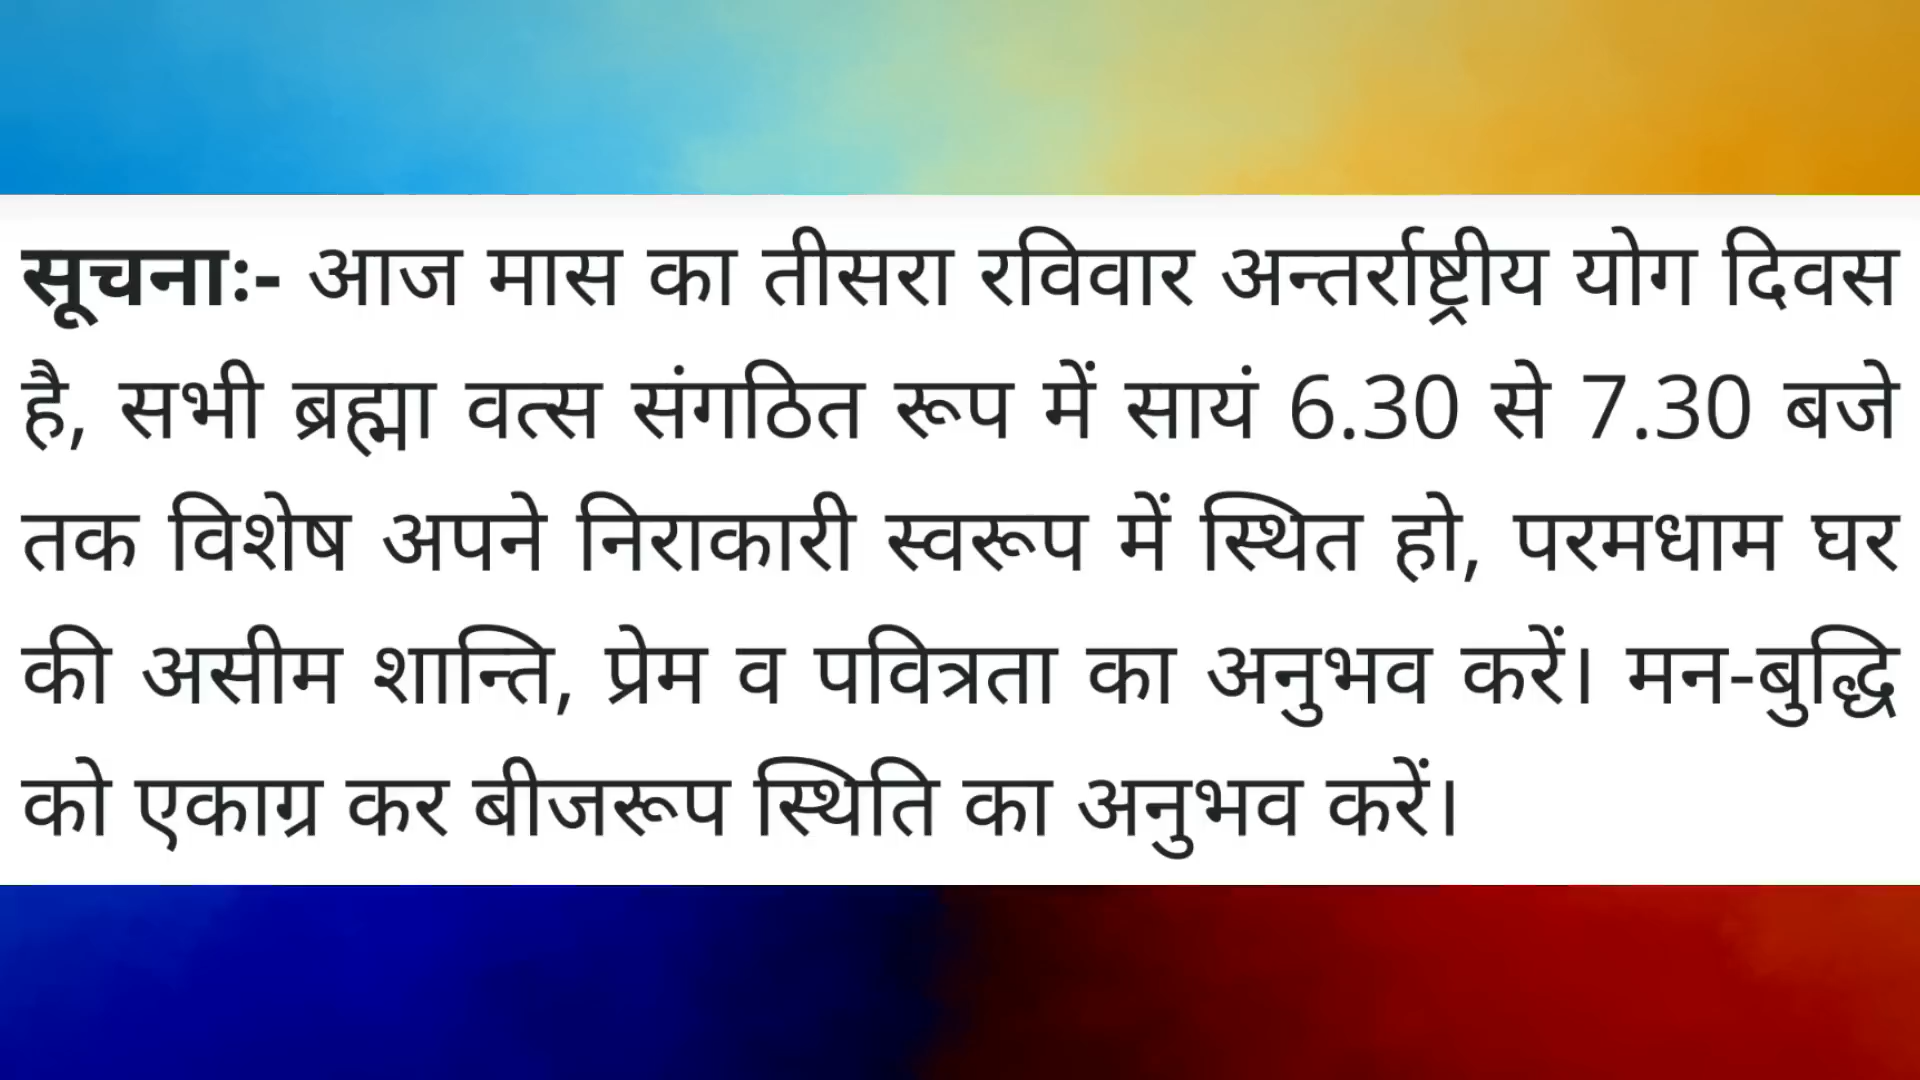 सूचनाः- आज मास का तीसरा रविवार अन्तर्राष्ट्रीय योग दिवस
है, सभी ब्रह्मा वत्स संगठित रूप में सायं 6.30 से 7.30 बजे
तक विशेष अपने निराकारी स्वरूप में स्थित हो, परमधाम घर
की असीम शान्ति, प्रेम व पवित्रता का अनुभव करें। मन-बुद्धि
को एकाग्र कर बीजरूप स्थिति का अनुभव करें।